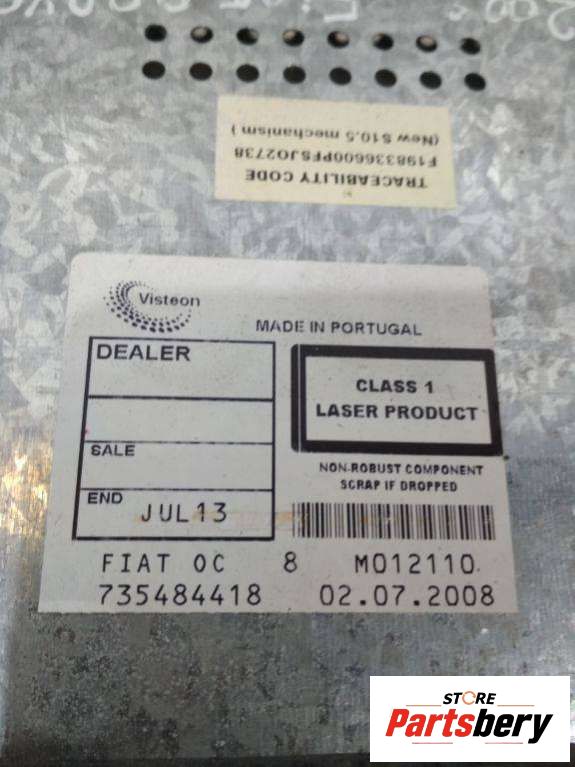 TRACEABILITY CODE
F198336600PFSJO2738
(New S10.5 mechanism)
Visteon
MADE IN PORTUGAL
DEALER
CLASS 1
LASER PRODUCT
SALE
NON-ROBUST COMPONENT
SCRAP IF DROPPED
END JUL13
FIAT OC 8 M012110
735484418 02.07.2008
STORE
Partsbery